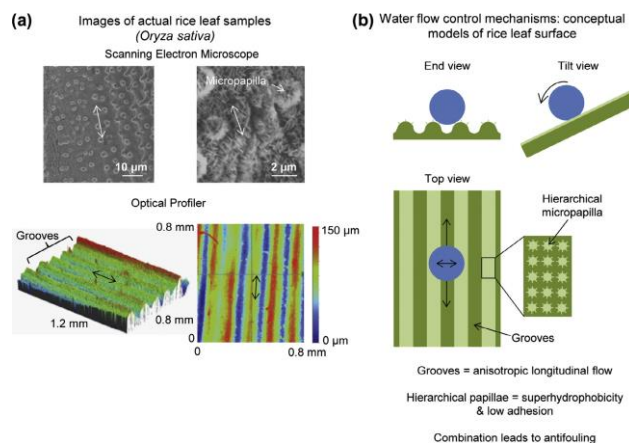 (a)
Images of actual rice leaf samples
(Oryza sativa)
Scanning Electron Microscope
Micropapilla
10 µm
2 µm
Optical Profiler
Grooves
1.2 mm
0.8 mm
0.8 mm
0
0
0.8 mm
150 µm
0 µm
(b)
Water flow control mechanisms: conceptual
models of rice leaf surface
End view
Tilt view
Top view
Hierarchical
micropapilla
Grooves
Grooves = anisotropic longitudinal flow
Hierarchical papillae = superhydrophobicity
& low adhesion
Combination leads to antifouling